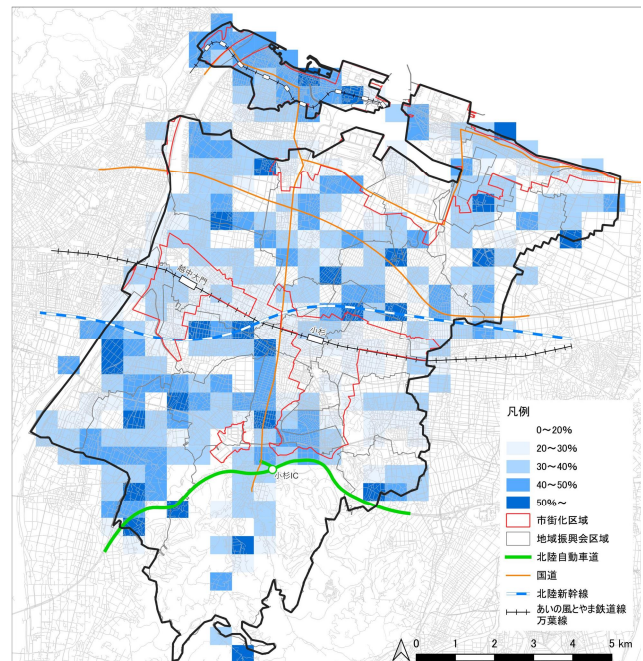 越中大門
小杉
小杉IC
凡例
0～20%
20～30%
30～40%
40～50%
50%～
市街化区域
地域振興会区域
北陸自動車道
国道
北陸新幹線
あいの風とやま鉄道線
万葉線
0 1 2 3 4 5 km